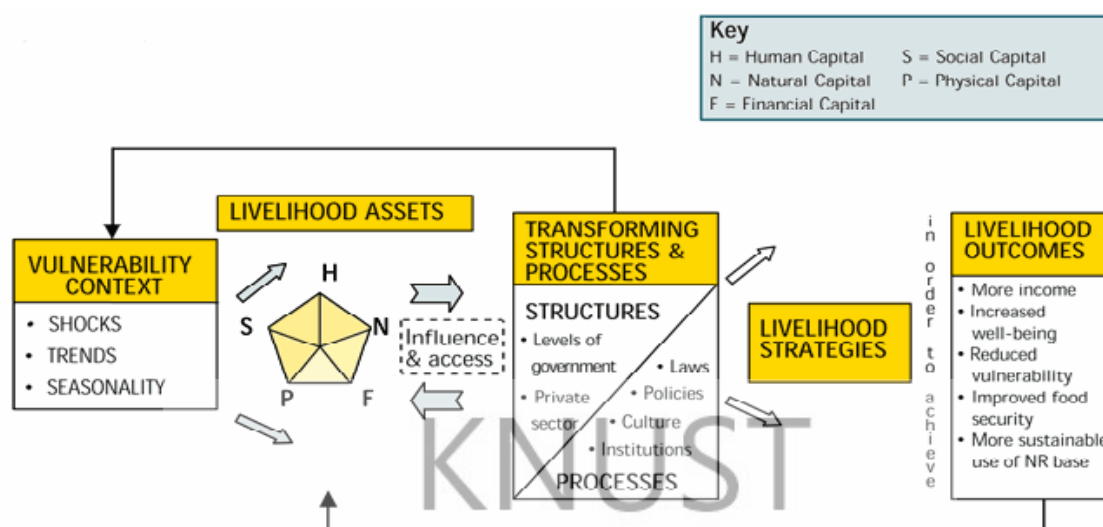 Key
H = Human Capital
S = Social Capital
N = Natural Capital
P = Physical Capital
F = Financial Capital
LIVELIHOOD ASSETS
VULNERABILITY
CONTEXT
• SHOCKS
• TRENDS
• SEASONALITY
H
S
N
P
F
Influence
& access
TRANSFORMING
STRUCTURES &
PROCESSES
STRUCTURES
• Levels of
government
• Private
sector
• Laws
• Policies
• Culture
• Institutions
PROCESSES
LIVELIHOOD
STRATEGIES
in order to achieve
LIVELIHOOD
OUTCOMES
• More income
• Increased
well-being
• Reduced
vulnerability
• Improved food
security
• More sustainable
use of NR base
KNUST